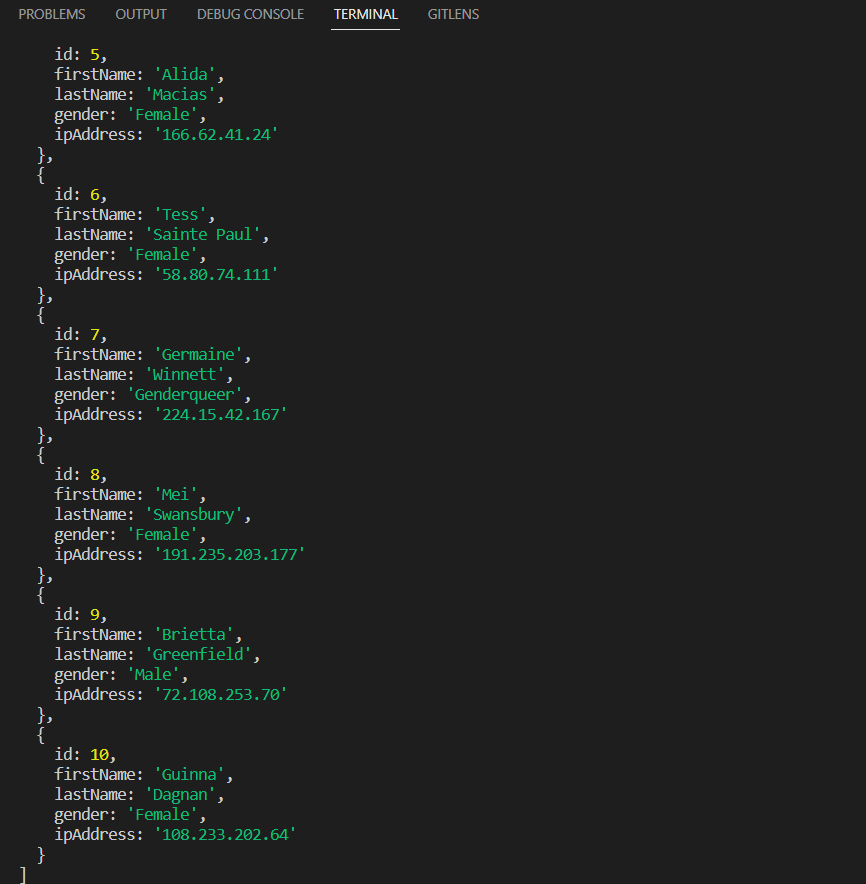 PROBLEMS OUTPUT DEBUG CONSOLE TERMINAL GITLENS
id: 5,
firstName: 'Alida',
lastName: 'Macias',
gender: 'Female',
ipAddress: '166.62.41.24'
},
{
id: 6,
firstName: 'Tess',
lastName: 'Sainte Paul',
gender: 'Female',
ipAddress: '58.80.74.111'
},
{
id: 7,
firstName: 'Germaine',
lastName: 'Winnett',
gender: 'Genderqueer',
ipAddress: '224.15.42.167'
},
{
id: 8,
firstName: 'Mei',
lastName: 'Swansbury',
gender: 'Female',
ipAddress: '191.235.203.177'
},
{
id: 9,
firstName: 'Brietta',
lastName: 'Greenfield',
gender: 'Male',
ipAddress: '72.108.253.70'
},
{
id: 10,
firstName: 'Guinna',
lastName: 'Dagnan',
gender: 'Female',
ipAddress: '108.233.202.64'
}
]